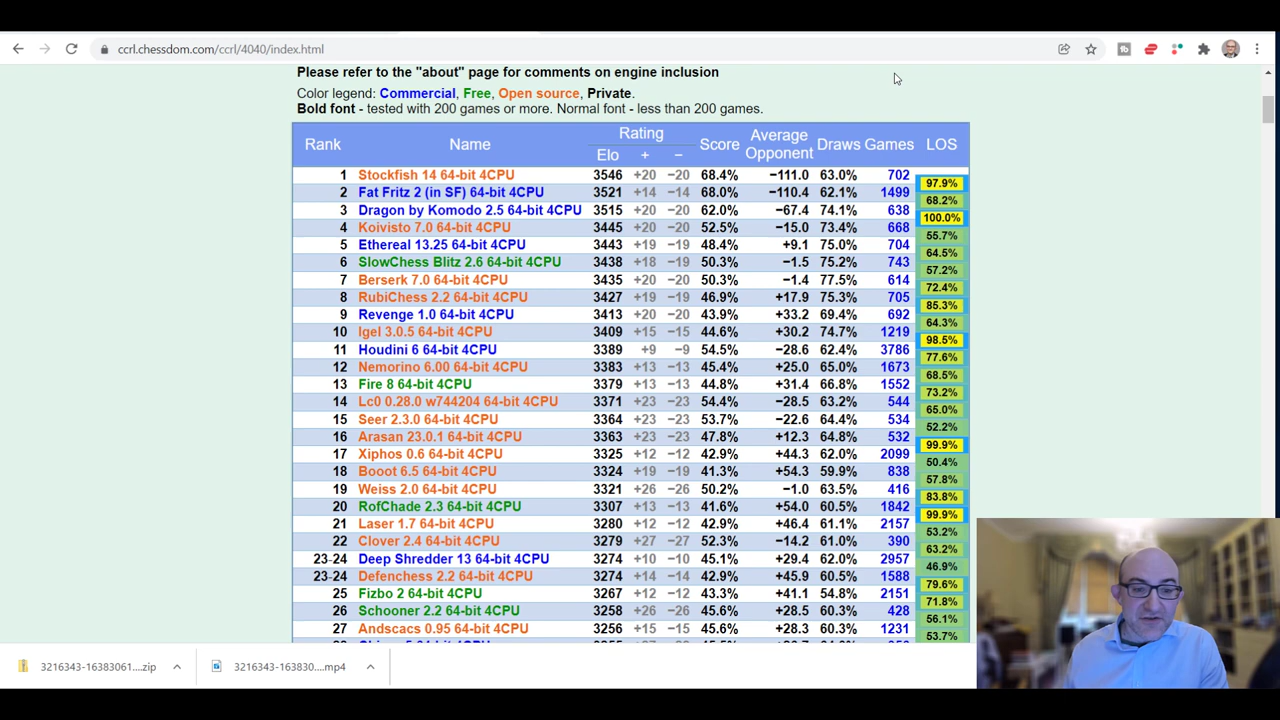 ccrl.chessdom.com/ccrl/4040/index.html
Please refer to the "about" page for comments on engine inclusion
Color legend: Commercial, Free, Open source, Private.
Bold font - tested with 200 games or more. Normal font - less than 200 games.
Rank Name Rating Elo + − Score Average Opponent Draws Games LOS
1 Stockfish 14 64-bit 4CPU 3546 +20 −20 68.4% −111.0 63.0% 702
97.9%
2 Fat Fritz 2 (in SF) 64-bit 4CPU 3521 +14 −14 68.0% −110.4 62.1% 1499
68.2%
3 Dragon by Komodo 2.5 64-bit 4CPU 3515 +20 −20 62.0% −67.4 74.1% 638
100.0%
4 Koivisto 7.0 64-bit 4CPU 3445 +20 −20 52.5% −15.0 73.4% 668
55.7%
5 Ethereal 13.25 64-bit 4CPU 3443 +19 −19 48.4% +9.1 75.0% 704
64.5%
6 SlowChess Blitz 2.6 64-bit 4CPU 3438 +18 −19 50.3% −1.5 75.2% 743
57.2%
7 Berserk 7.0 64-bit 4CPU 3435 +20 −20 50.3% −1.4 77.5% 614
72.4%
8 RubiChess 2.2 64-bit 4CPU 3427 +19 −19 46.9% +17.9 75.3% 705
85.3%
9 Revenge 1.0 64-bit 4CPU 3413 +20 −20 43.9% +33.2 69.4% 692
64.3%
10 Igel 3.0.5 64-bit 4CPU 3409 +15 −15 44.6% +30.2 74.7% 1219
98.5%
11 Houdini 6 64-bit 4CPU 3389 +9 −9 54.5% −28.6 62.4% 3786
77.6%
12 Nemorino 6.00 64-bit 4CPU 3383 +13 −13 45.4% +25.0 65.0% 1673
68.5%
13 Fire 8 64-bit 4CPU 3379 +13 −13 44.8% +31.4 66.8% 1552
73.2%
14 Lc0 0.28.0 w744204 64-bit 4CPU 3371 +23 −23 54.4% −28.5 63.2% 544
65.0%
15 Seer 2.3.0 64-bit 4CPU 3364 +23 −23 53.7% −22.6 64.4% 534
52.2%
16 Arasan 23.0.1 64-bit 4CPU 3363 +23 −23 47.8% +12.3 64.8% 532
99.9%
17 Xiphos 0.6 64-bit 4CPU 3325 +12 −12 42.9% +44.3 62.0% 2099
50.4%
18 Booot 6.5 64-bit 4CPU 3324 +19 −19 41.3% +54.3 59.9% 838
57.8%
19 Weiss 2.0 64-bit 4CPU 3321 +26 −26 50.2% −1.0 63.5% 416
83.8%
20 RofChade 2.3 64-bit 4CPU 3307 +13 −13 41.6% +54.0 60.5% 1842
99.9%
21 Laser 1.7 64-bit 4CPU 3280 +12 −12 42.9% +46.4 61.1% 2157
53.2%
22 Clover 2.4 64-bit 4CPU 3279 +27 −27 52.3% −14.2 61.0% 390
63.2%
23-24 Deep Shredder 13 64-bit 4CPU 3274 +10 −10 45.1% +29.4 62.0% 2957
46.9%
23-24 Defenchess 2.2 64-bit 4CPU 3274 +14 −14 42.9% +45.9 60.5% 1588
79.6%
25 Fizbo 2 64-bit 4CPU 3267 +12 −12 43.3% +41.1 54.8% 2151
71.8%
26 Schooner 2.2 64-bit 4CPU 3258 +26 −26 45.6% +28.5 60.3% 428
56.1%
27 Andscacs 0.95 64-bit 4CPU 3256 +15 −15 45.6% +28.3 60.3% 1231
53.7%
3216343-16383061....zip
3216343-163830....mp4